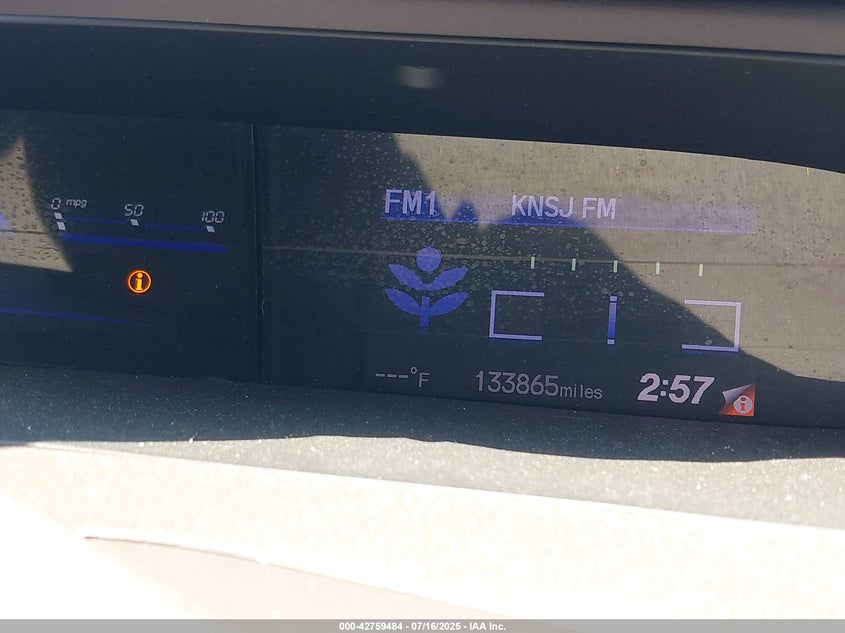 0 mpg 50 100
FM1 KNSJ FM
---°F 133865miles 2:57
000-42759484 - 07/16/2025 - IAA Inc.